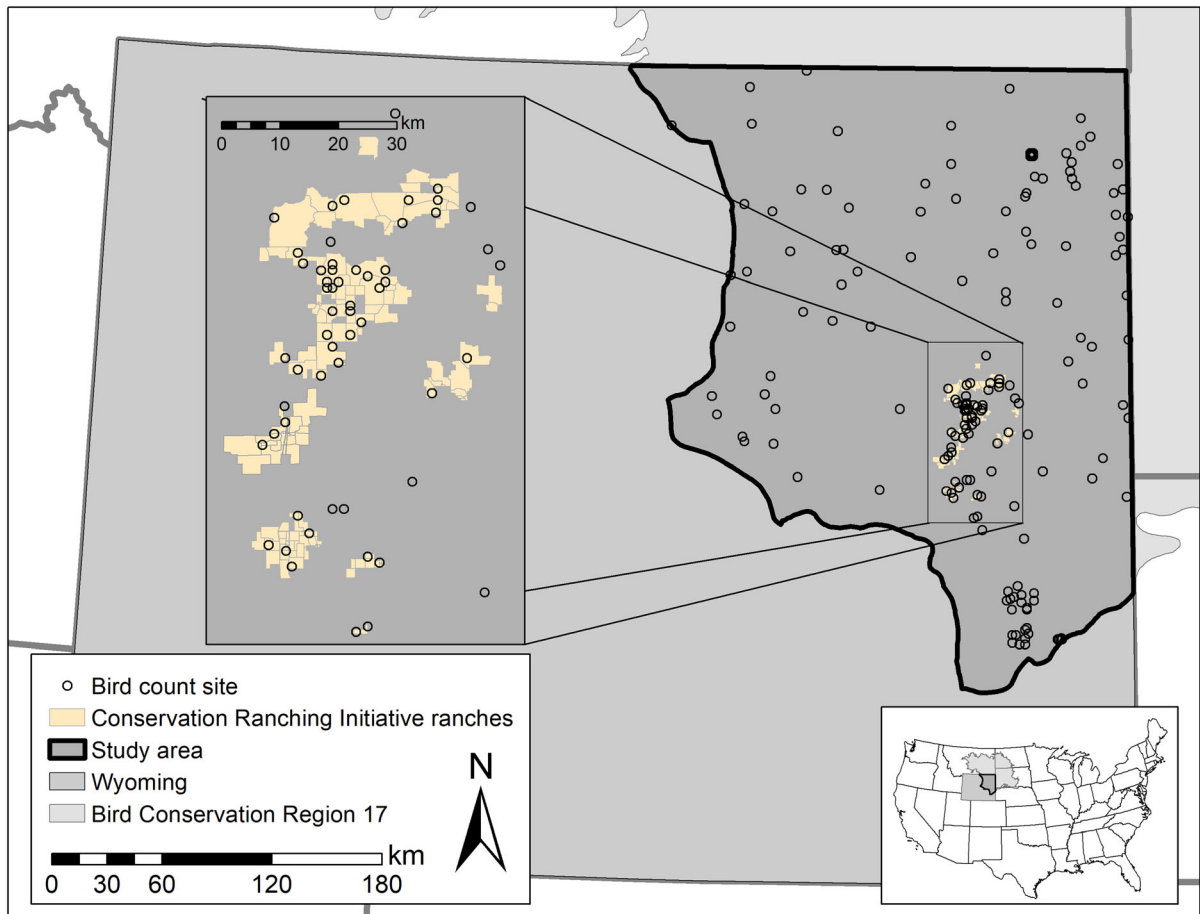 km
0 10 20 30
Bird count site
Conservation Ranching Initiative ranches
Study area
Wyoming
Bird Conservation Region 17
N
km
0 30 60 120 180